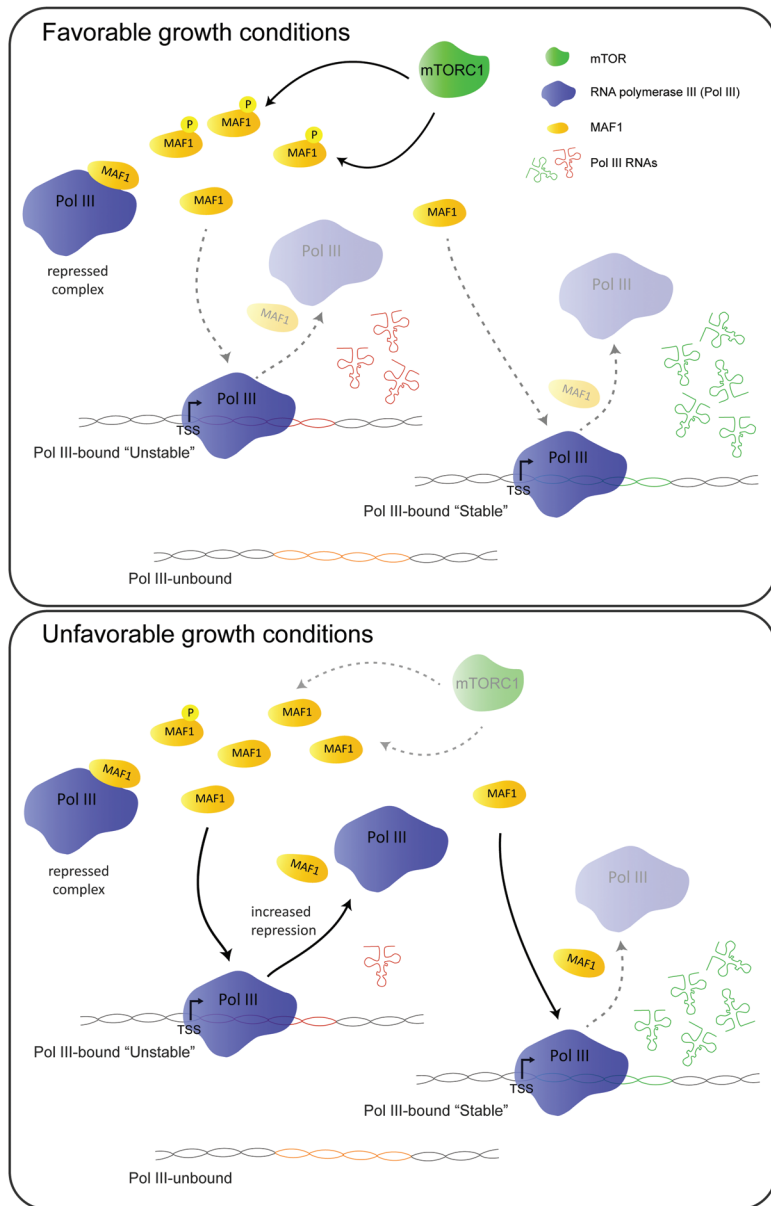 Favorable growth conditions
mTORC1
mTOR
RNA polymerase III (Pol III)
MAF1
Pol III RNAs
P
MAF1
P
MAF1
P
MAF1
MAF1
Pol III
repressed
complex
MAF1
MAF1
Pol III
MAF1
Pol III
MAF1
Pol III
TSS
Pol III-bound “Unstable”
Pol III
TSS
Pol III-bound “Stable”
Pol III-unbound
Unfavorable growth conditions
mTORC1
P
MAF1
MAF1
MAF1
MAF1
MAF1
Pol III
repressed
complex
MAF1
MAF1
Pol III
MAF1
increased
repression
Pol III
MAF1
Pol III
TSS
Pol III-bound “Unstable”
Pol III
TSS
Pol III-bound “Stable”
Pol III-unbound